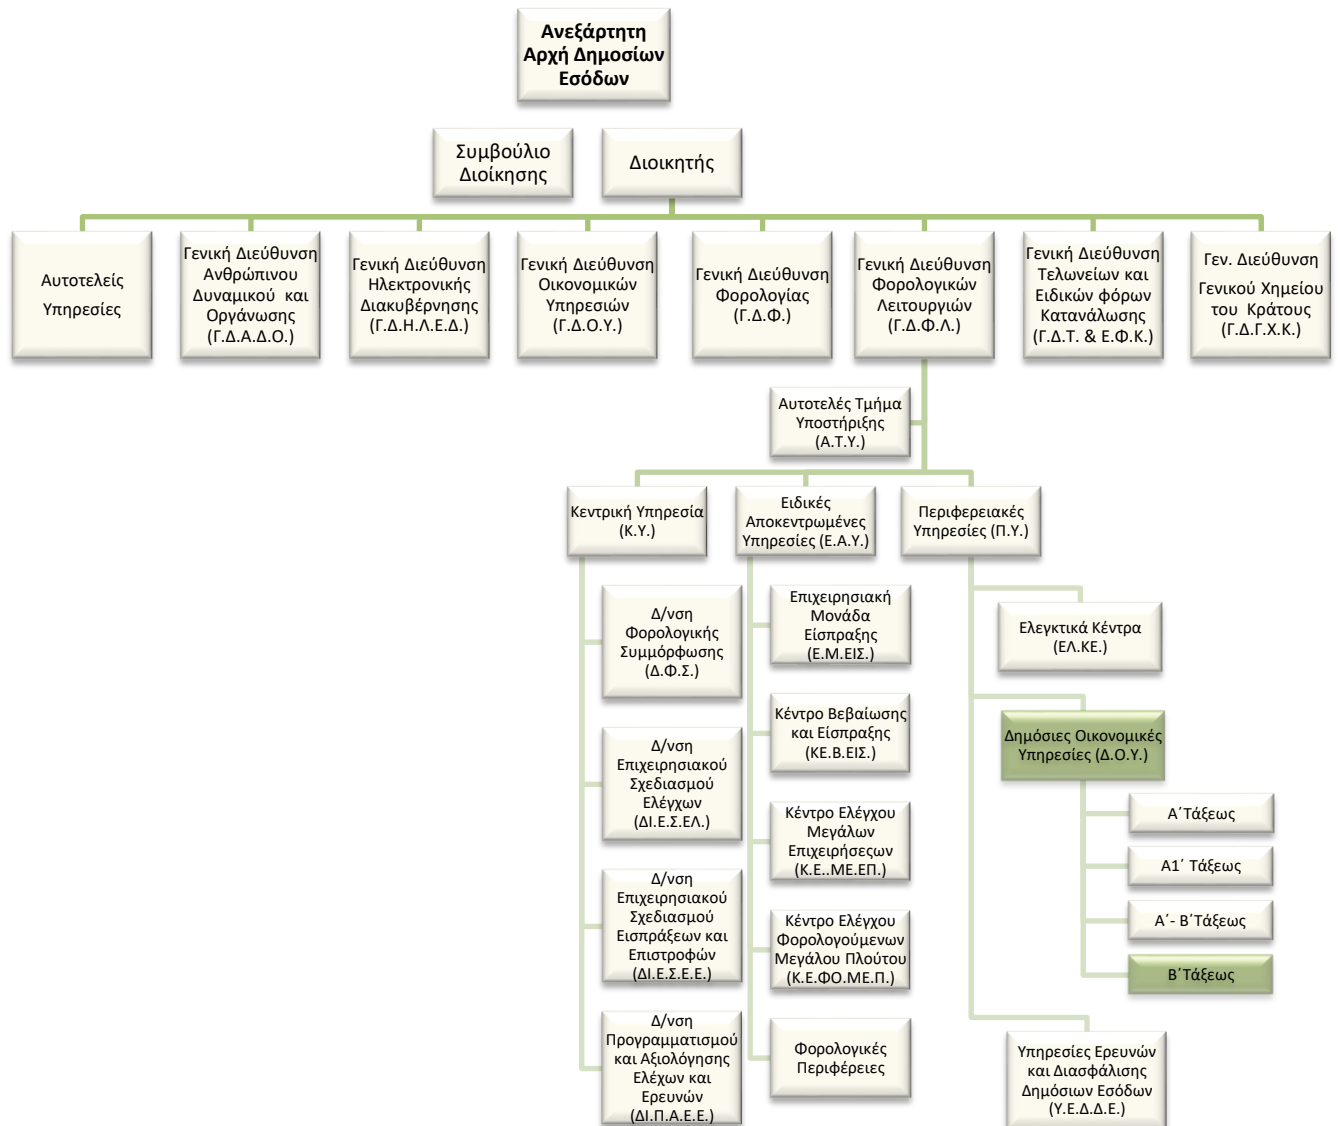 Ανεξάρτητη
Αρχή Δημοσίων
Εσόδων
Συμβούλιο
Διοίκησης
Διοικητής
Αυτοτελείς
Υπηρεσίες
Γενική Διεύθυνση
Ανθρώπινου
Δυναμικού και
Οργάνωσης
(Γ.Δ.Α.Δ.Ο.)
Γενική Διεύθυνση
Ηλεκτρονικής
Διακυβέρνησης
(Γ.Δ.Η.Λ.Ε.Δ.)
Γενική Διεύθυνση
Οικονομικών
Υπηρεσιών
(Γ.Δ.Ο.Υ.)
Γενική Διεύθυνση
Φορολογίας
(Γ.Δ.Φ.)
Γενική Διεύθυνση
Φορολογικών
Λειτουργιών
(Γ.Δ.Φ.Λ.)
Γενική Διεύθυνση
Τελωνείων και
Ειδικών φόρων
Κατανάλωσης
(Γ.Δ.Τ. & Ε.Φ.Κ.)
Γεν. Διεύθυνση
Γενικού Χημείου
του Κράτους
(Γ.Δ.Γ.Χ.Κ.)
Αυτοτελές Τμήμα
Υποστήριξης
(Α.Τ.Υ.)
Κεντρική Υπηρεσία
(Κ.Υ.)
Ειδικές
Αποκεντρωμένες
Υπηρεσίες (Ε.Α.Υ.)
Περιφερειακές
Υπηρεσίες (Π.Υ.)
Δ/νση
Φορολογικής
Συμμόρφωσης
(Δ.Φ.Σ.)
Δ/νση
Επιχειρησιακού
Σχεδιασμού
Ελέγχων
(ΔΙ.Ε.Σ.ΕΛ.)
Δ/νση
Επιχειρησιακού
Σχεδιασμού
Εισπράξεων και
Επιστροφών
(ΔΙ.Ε.Σ.Ε.Ε.)
Δ/νση
Προγραμματισμού
και Αξιολόγησης
Ελέχων και
Ερευνών
(ΔΙ.Π.Α.Ε.Ε.)
Επιχειρησιακή
Μονάδα
Είσπραξης
(Ε.Μ.ΕΙΣ.)
Κέντρο Βεβαίωσης
και Είσπραξης
(ΚΕ.Β.ΕΙΣ.)
Κέντρο Ελέγχου
Μεγάλων
Επιχειρήσεςων
(Κ.Ε..ΜΕ.ΕΠ.)
Κέντρο Ελέγχου
Φορολογούμενων
Μεγάλου Πλούτου
(Κ.Ε.ΦΟ.ΜΕ.Π.)
Φορολογικές
Περιφέρειες
Ελεγκτικά Κέντρα
(ΕΛ.ΚΕ.)
Δημόσιες Οικονομικές
Υπηρεσίες (Δ.Ο.Υ.)
Α΄Τάξεως
Α1΄ Τάξεως
Α΄- Β΄Τάξεως
Β΄Τάξεως
Υπηρεσίες Ερευνών
και Διασφάλισης
Δημόσιων Εσόδων
(Υ.Ε.Δ.Δ.Ε.)